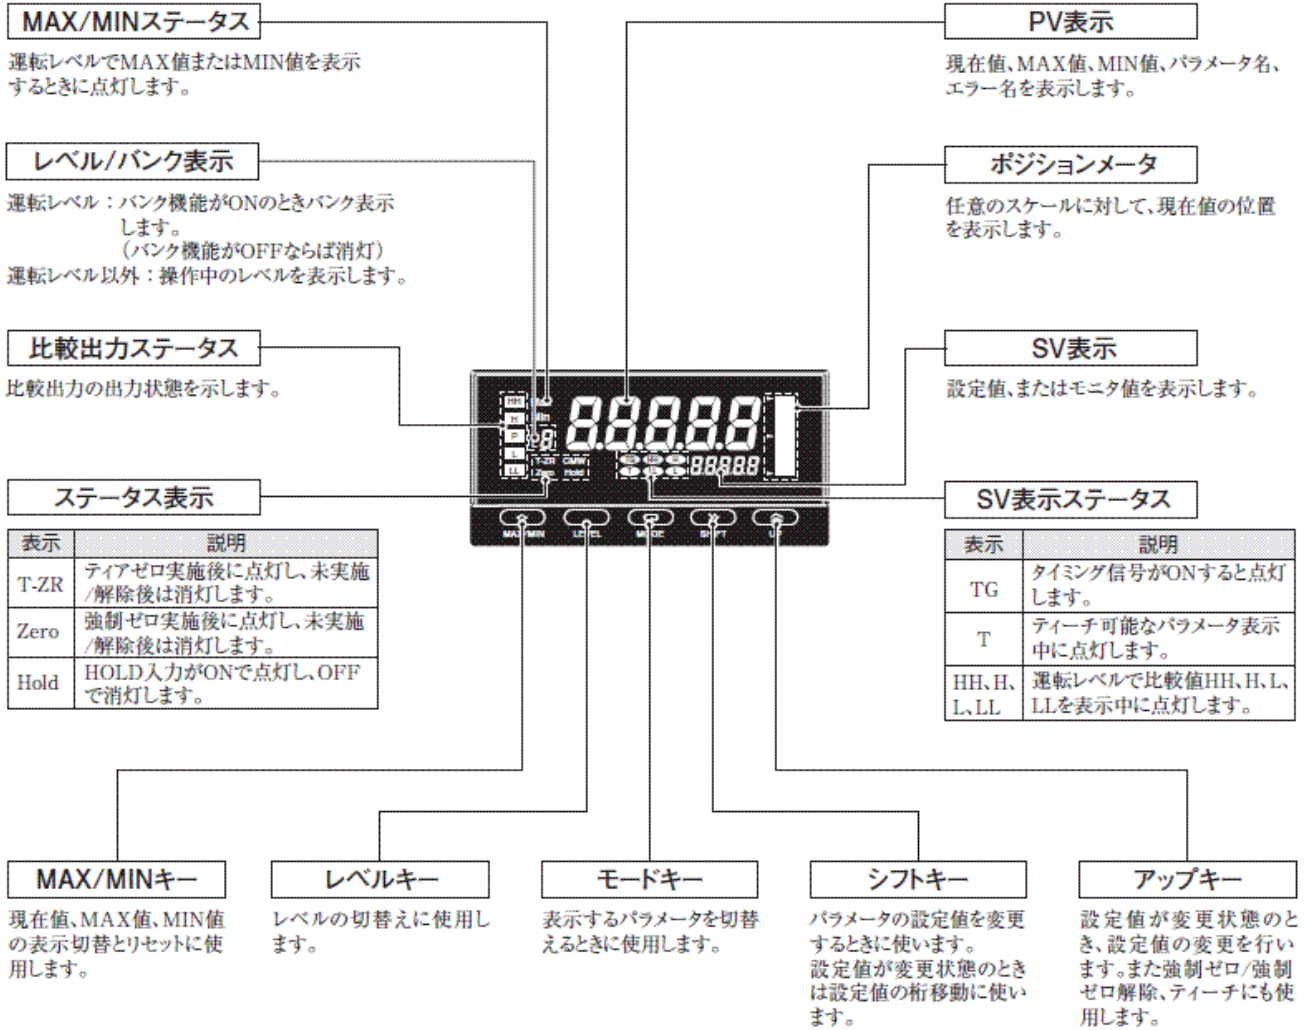 MAX/MINステータス
運転レベルでMAX値またはMIN値を表示
するときに点灯します。
レベル/バンク表示
運転レベル：バンク機能がONのときバンク表示
します。
（バンク機能がOFFならば消灯）
運転レベル以外：操作中のレベルを表示します。
比較出力ステータス
比較出力の出力状態を示します。
ステータス表示
表示 説明
T-ZR ティアゼロ実施後に点灯し、未実施
/解除後は消灯します。
Zero 強制ゼロ実施後に点灯し、未実施
/解除後は消灯します。
Hold HOLD入力がONで点灯し、OFF
で消灯します。
PV表示
現在値、MAX値、MIN値、パラメータ名、
エラー名を表示します。
ポジションメータ
任意のスケールに対して、現在値の位置
を表示します。
SV表示
設定値、またはモニタ値を表示します。
SV表示ステータス
表示 説明
TG タイミング信号がONすると点灯
します。
T ティーチ可能なパラメータ表示
中に点灯します。
HH、H、
L、LL 運転レベルで比較値HH、H、L、
LLを表示中に点灯します。
HH
H
P
L
LL
8.8.8.8.8
T-ZR CMW
Zero Hold
TG HH H
T LL L
8.8.8.8.8
MAX/MIN LEVEL MODE SHIFT UP
MAX/MINキー
現在値、MAX値、MIN値
の表示切替とリセットに使
用します。
レベルキー
レベルの切替えに使用し
ます。
モードキー
表示するパラメータを切替
えるときに使用します。
シフトキー
パラメータの設定値を変更
するときに使います。
設定値が変更状態のとき
は設定値の桁移動に使い
ます。
アップキー
設定値が変更状態のと
き、設定値の変更を行い
ます。また強制ゼロ/強制
ゼロ解除、ティーチにも使
用します。